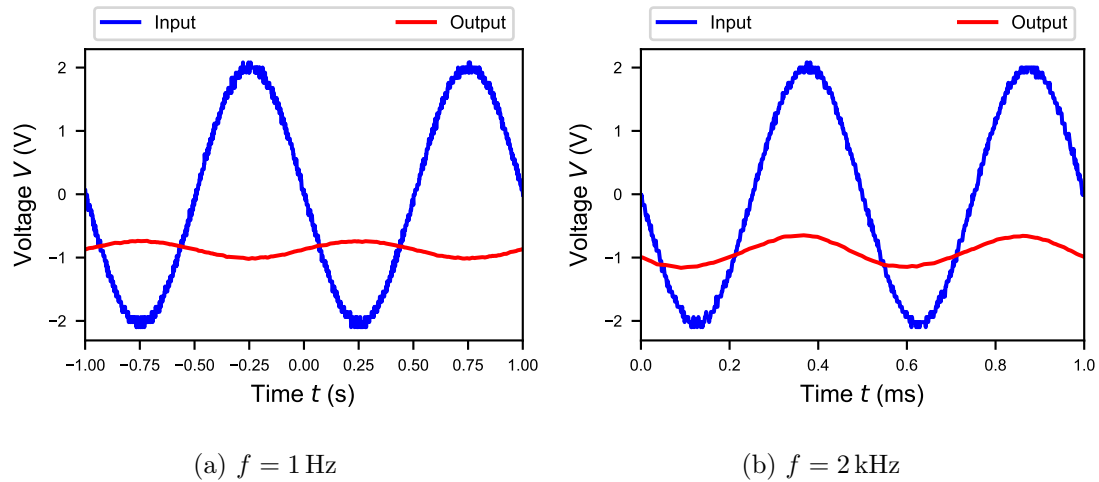 Input Output
2
1
0
−1
−2
Voltage V (V)
−1.00 −0.75 −0.50 −0.25 0.00 0.25 0.50 0.75 1.00
Time t (s)
(a) f = 1 Hz
Input Output
2
1
0
−1
−2
Voltage V (V)
0.0 0.2 0.4 0.6 0.8 1.0
Time t (ms)
(b) f = 2 kHz